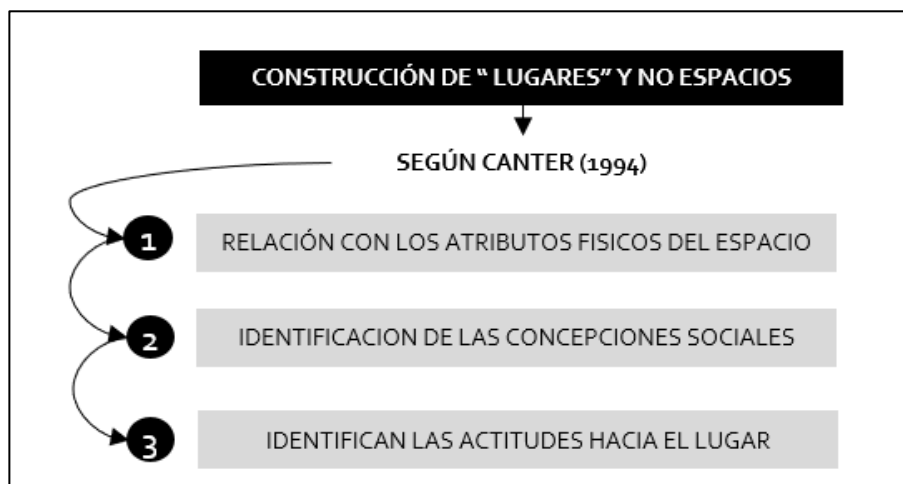 CONSTRUCCIÓN DE “ LUGARES” Y NO ESPACIOS
SEGÚN CANTER (1994)
1 RELACIÓN CON LOS ATRIBUTOS FISICOS DEL ESPACIO
2 IDENTIFICACION DE LAS CONCEPCIONES SOCIALES
3 IDENTIFICAN LAS ACTITUDES HACIA EL LUGAR